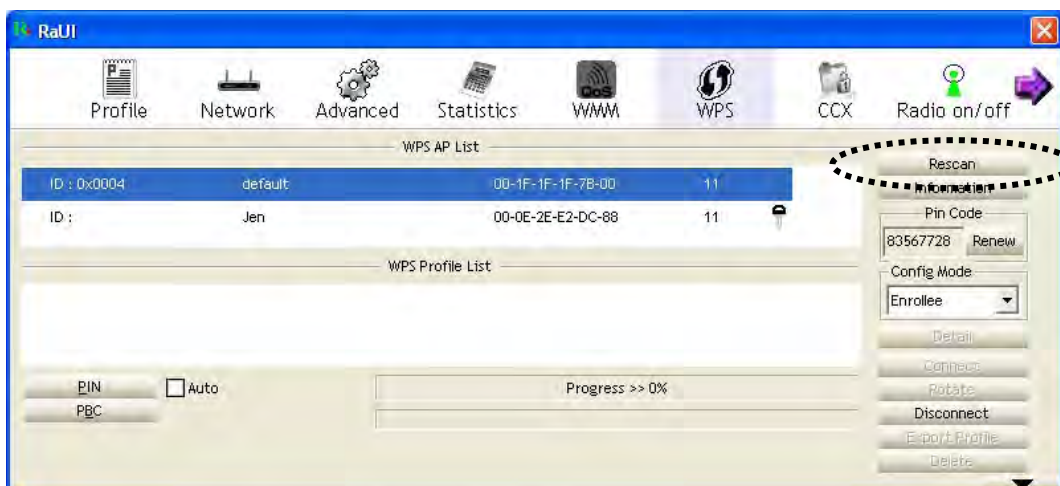 RaUI
Profile Network Advanced Statistics QoS WMM WPS CCX Radio on/off
WPS AP List
ID : 0x0004 default 00-1F-1F-1F-7B-00 11
ID : Jen 00-0E-2E-E2-DC-88 11
WPS Profile List
Rescan
Information
Pin Code
83567728 Renew
Config Mode
Enrollee
Detail
Connect
Rotate
Disconnect
Export Profile
Delete
PIN Auto Progress >> 0%
PBC